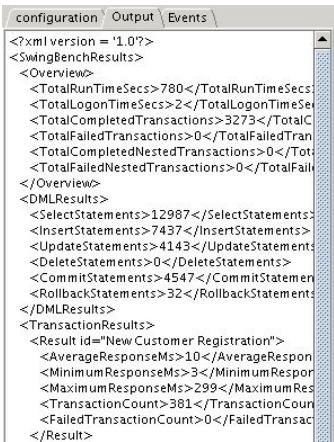 configuration Output Events
<?xml version = '1.0'?>
<SwingBenchResults>
<Overview>
<TotalRunTimeSecs>780</TotalRunTimeSecs>
<TotalLogonTimeSecs>2</TotalLogonTimeSe
<TotalCompletedTransactions>3273</TotalC
<TotalFailedTransactions>0</TotalFailedTran
<TotalCompletedNestedTransactions>0</Tota
<TotalFailedNestedTransactions>0</TotalFail
</Overview>
<DMLResults>
<SelectStatements>12987</SelectStatements>
<InsertStatements>7437</InsertStatements>
<UpdateStatements>4143</UpdateStatements
<DeleteStatements>0</DeleteStatements>
<CommitStatements>4547</CommitStatemen
<RollbackStatements>32</RollbackStatements
</DMLResults>
<TransactionResults>
<Result id="New Customer Registration">
<AverageResponseMs>10</AverageRespon
<MinimumResponseMs>3</MinimumRespor
<MaximumResponseMs>299</MaximumRes
<TransactionCount>381</TransactionCoun
<FailedTransactionCount>0</FailedTransac
</Result>